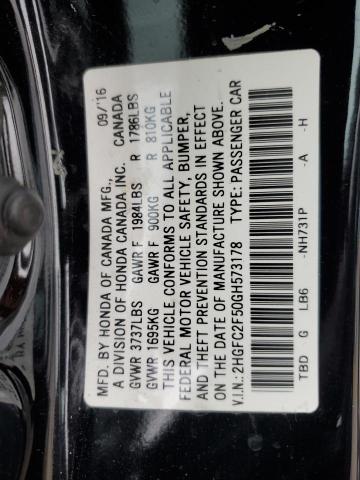 MFD. BY HONDA OF CANADA MFG., 09/'16
A DIVISION OF HONDA CANADA INC. CANADA
GVWR 3737LBS GAWR F 1984LBS R 1786LBS
GVWR 1695KG GAWR F 900KG R 810KG
THIS VEHICLE CONFORMS TO ALL APPLICABLE
FEDERAL MOTOR VEHICLE SAFETY, BUMPER,
AND THEFT PREVENTION STANDARDS IN EFFECT
ON THE DATE OF MANUFACTURE SHOWN ABOVE.
V.I.N.: 2HGFC2F50GH573178 TYPE: PASSENGER CAR
TBD G LB6 -NH731P -A -H